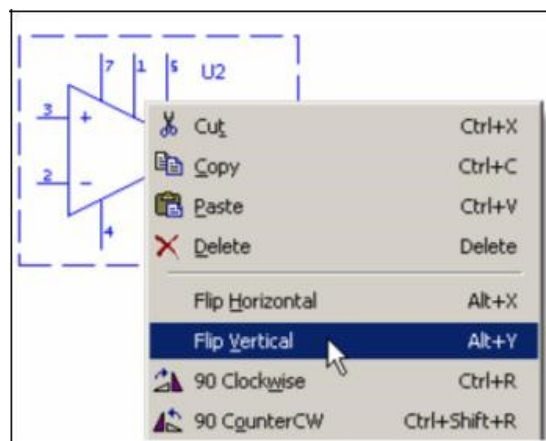 7 1 5 U2
3 +
2 −
4
Cut Ctrl+X
Copy Ctrl+C
Paste Ctrl+V
Delete Delete
Flip Horizontal Alt+X
Flip Vertical Alt+Y
90 Clockwise Ctrl+R
90 CounterCW Ctrl+Shift+R